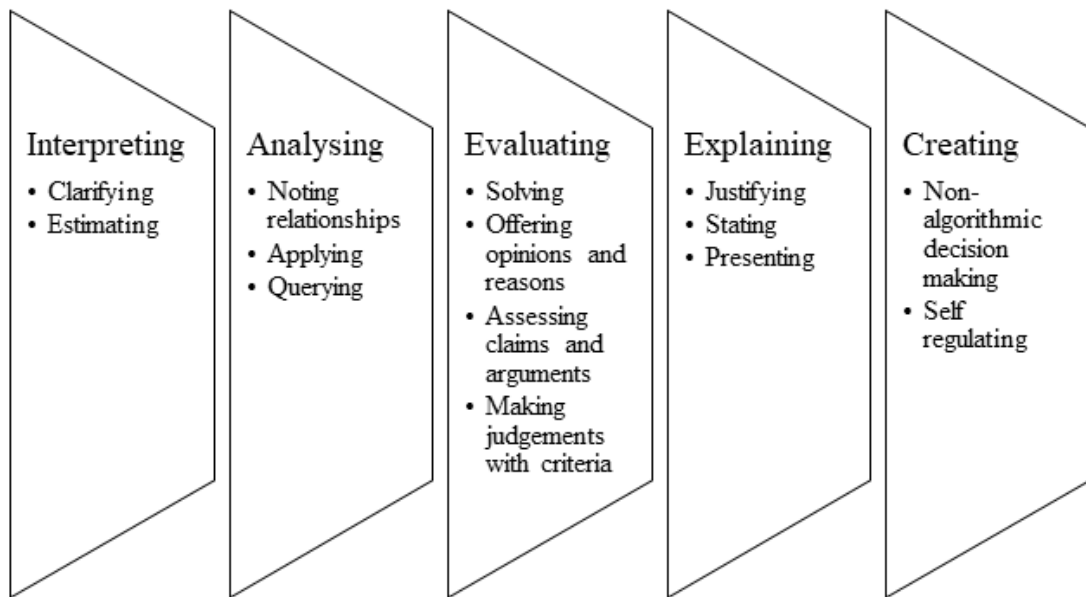 Interpreting
• Clarifying
• Estimating
Analysing
• Noting
relationships
• Applying
• Querying
Evaluating
• Solving
• Offering
opinions and
reasons
• Assessing
claims and
arguments
• Making
judgements
with criteria
Explaining
• Justifying
• Stating
• Presenting
Creating
• Non-
algorithmic
decision
making
• Self
regulating